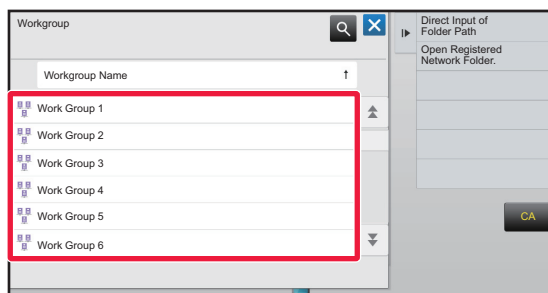 Workgroup
Workgroup Name ↑
Work Group 1
Work Group 2
Work Group 3
Work Group 4
Work Group 5
Work Group 6
Direct Input of
Folder Path
Open Registered
Network Folder.
CA